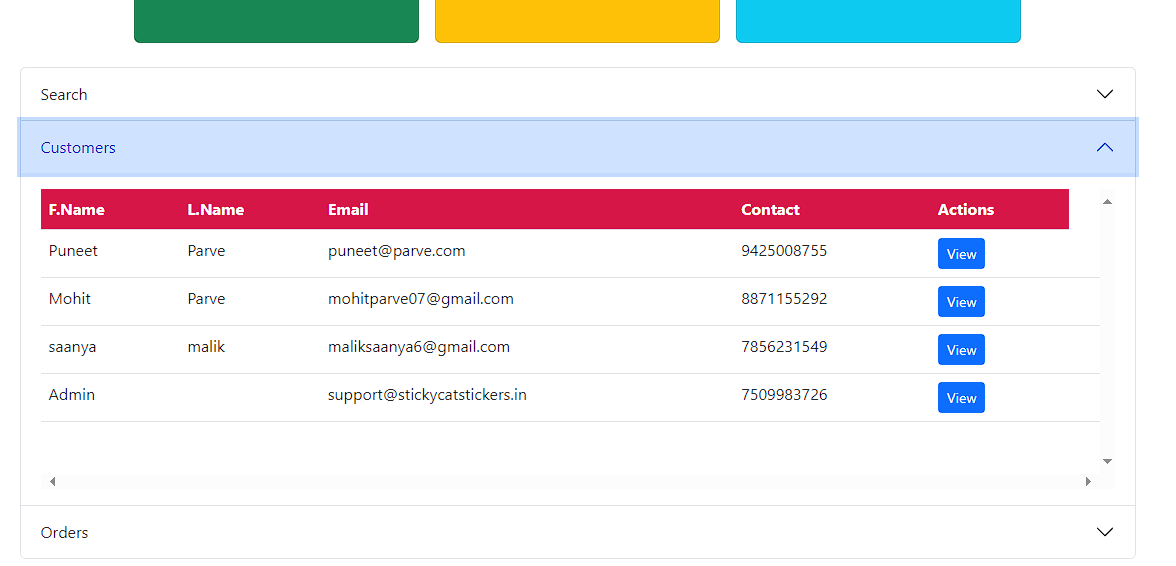 Search
Customers
F.Name L.Name Email Contact Actions
Puneet Parve puneet@parve.com 9425008755 View
Mohit Parve mohitparve07@gmail.com 8871155292 View
saanya malik maliksaanya6@gmail.com 7856231549 View
Admin support@stickycatstickers.in 7509983726 View
Orders